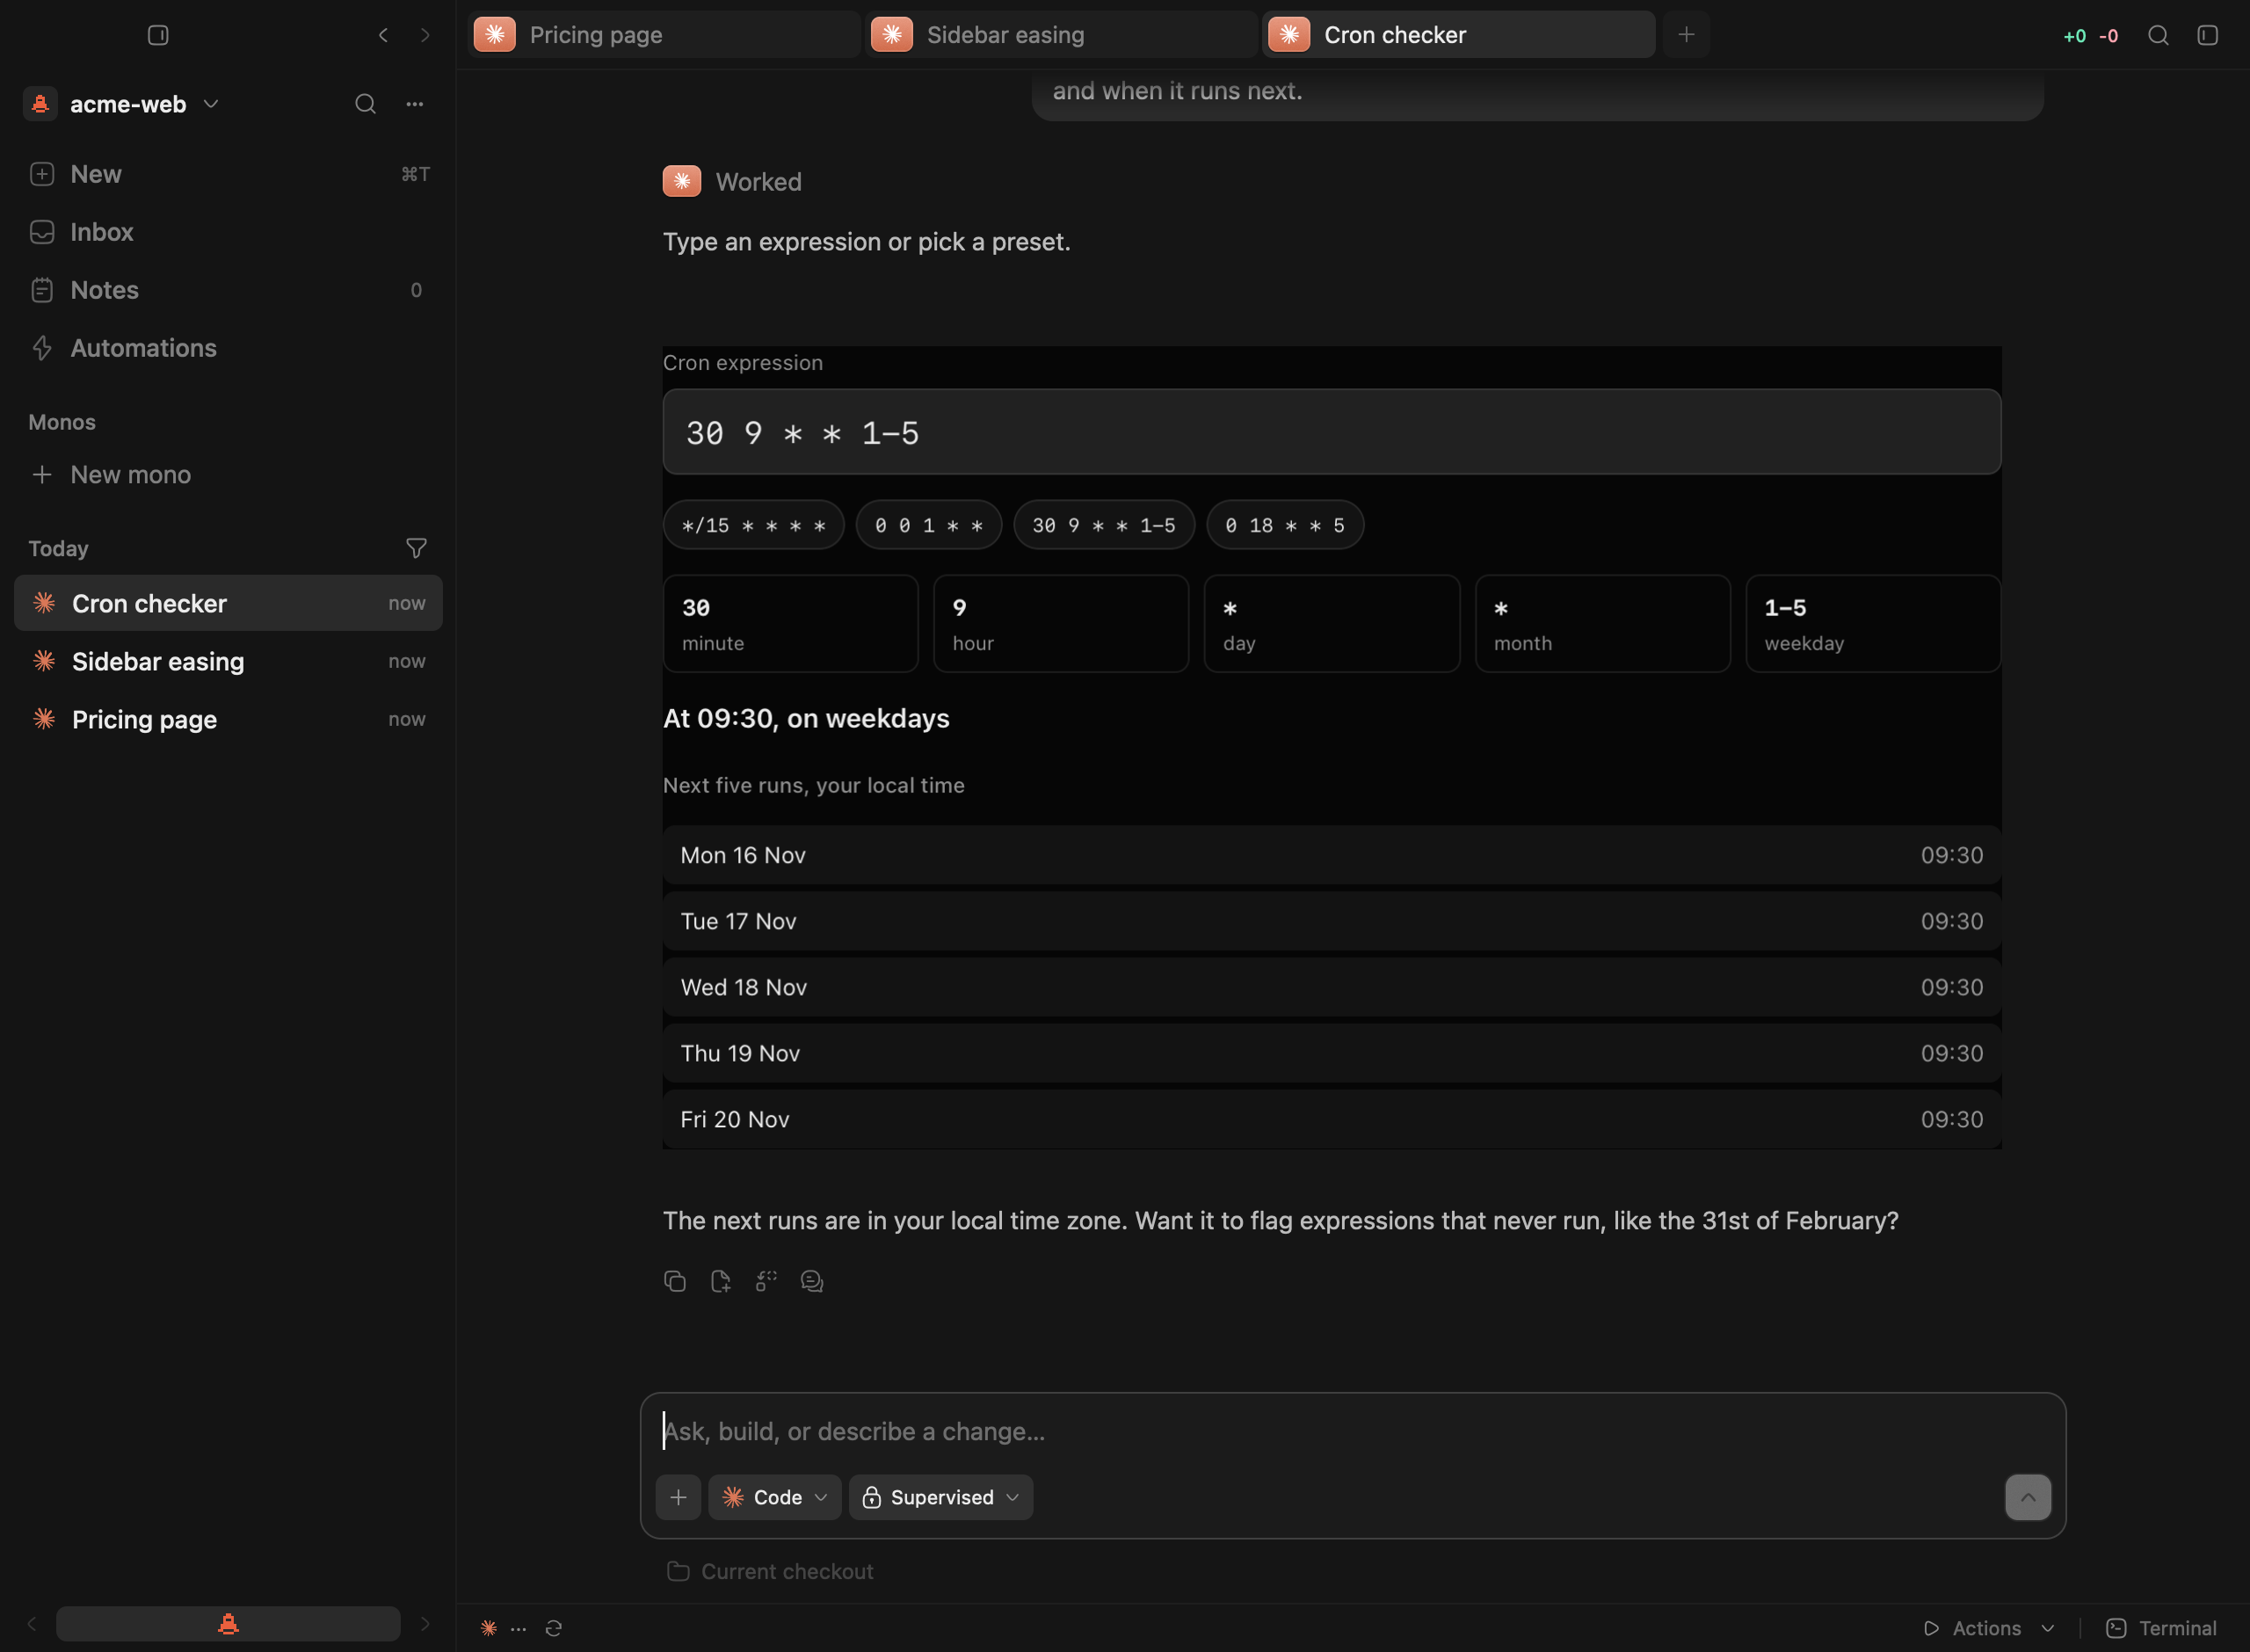 Pricing page
Sidebar easing
Cron checker
+0 -0
acme-web
New ⌘T
Inbox
Notes 0
Automations
Monos
New mono
Today
Cron checker now
Sidebar easing now
Pricing page now
and when it runs next.
Worked
Type an expression or pick a preset.
Cron expression
30 9 * * 1-5
*/15 * * * *
0 0 1 * *
30 9 * * 1-5
0 18 * * 5
30
minute
9
hour
*
day
*
month
1-5
weekday
At 09:30, on weekdays
Next five runs, your local time
Mon 16 Nov 09:30
Tue 17 Nov 09:30
Wed 18 Nov 09:30
Thu 19 Nov 09:30
Fri 20 Nov 09:30
The next runs are in your local time zone. Want it to flag expressions that never run, like the 31st of February?
Ask, build, or describe a change...
Code
Supervised
Current checkout
Actions
Terminal